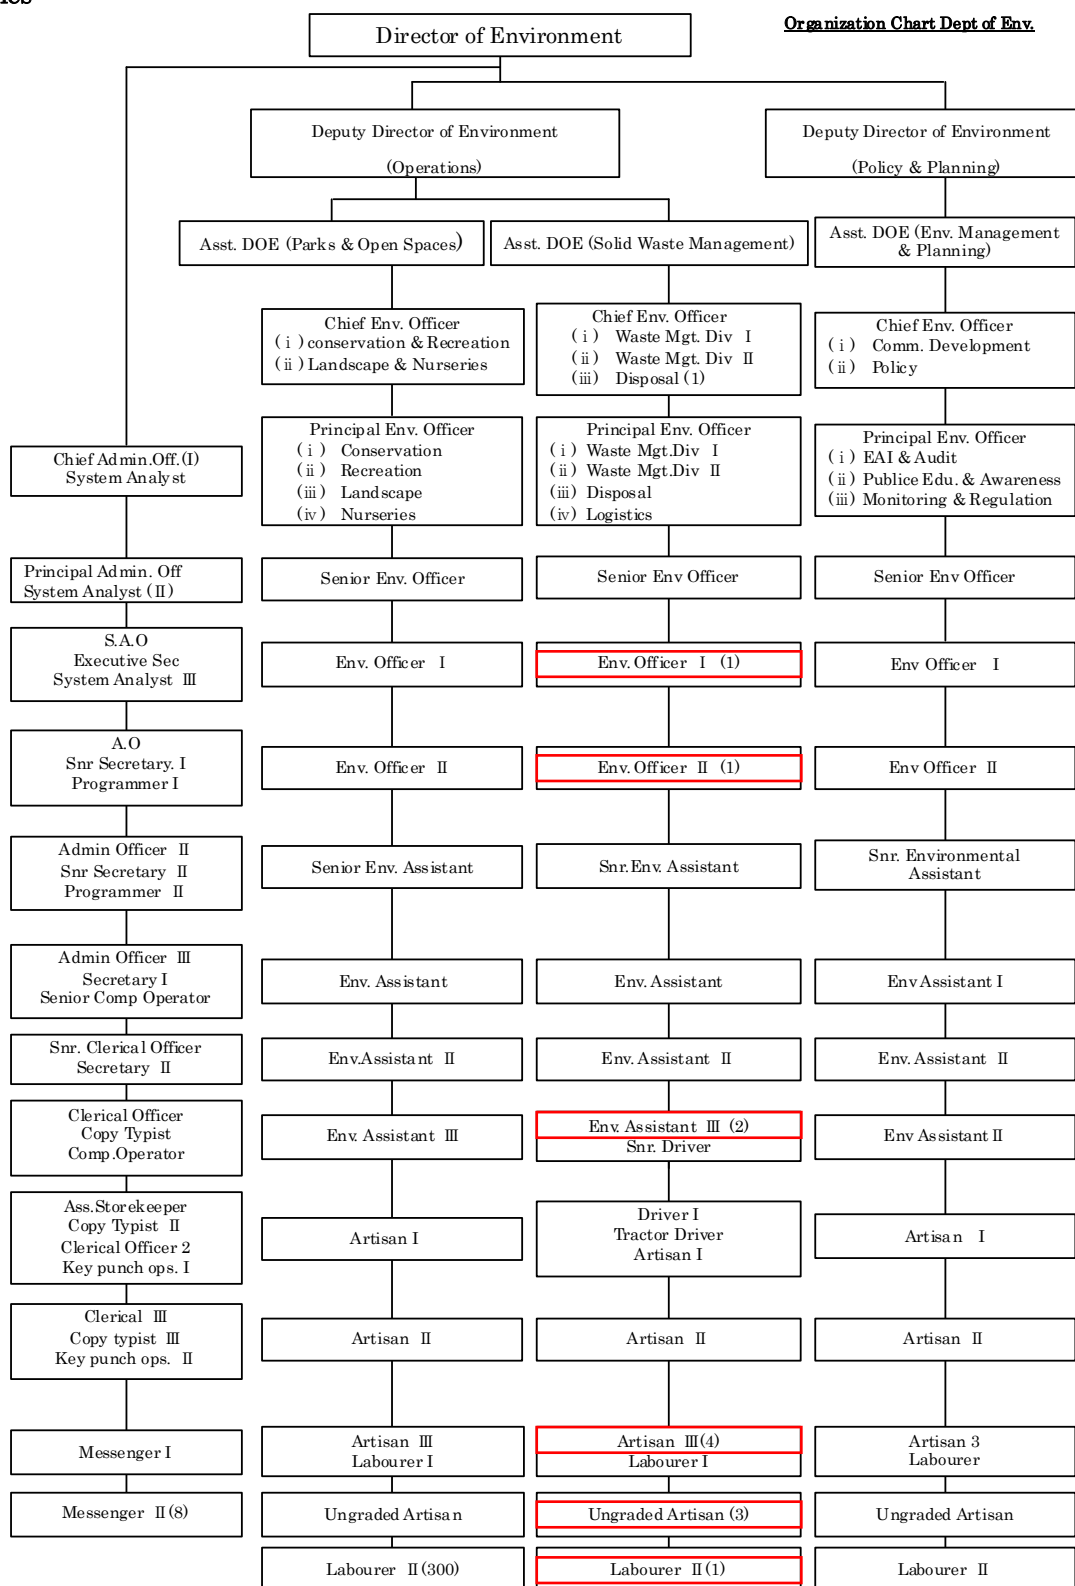 Organization Chart Dept of Env.
Director of Environment
Deputy Director of Environment
(Operations)
Deputy Director of Environment
(Policy & Planning)
Asst. DOE (Parks & Open Spaces)
Asst. DOE (Solid Waste Management)
Asst. DOE (Env. Management
& Planning)
Chief Env. Officer
(ⅰ) conservation & Recreation
(ⅱ) Landscape & Nurseries
Chief Env. Officer
(ⅰ) Waste Mgt. Div Ⅰ
(ⅱ) Waste Mgt. Div Ⅱ
(ⅲ) Disposal (1)
Chief Env. Officer
(ⅰ) Comm. Development
(ⅱ) Policy
Chief Admin.Off.(I)
System Analyst
Principal Env. Officer
(ⅰ) Conservation
(ⅱ) Recreation
(ⅲ) Landscape
(ⅳ) Nurseries
Principal Env. Officer
(ⅰ) Waste Mgt.Div Ⅰ
(ⅱ) Waste Mgt.Div Ⅱ
(ⅲ) Disposal
(ⅳ) Logistics
Principal Env. Officer
(ⅰ) EAI & Audit
(ⅱ) Publice Edu. & Awareness
(ⅲ) Monitoring & Regulation
Principal Admin. Off
System Analyst (Ⅱ)
Senior Env. Officer
Senior Env Officer
Senior Env Officer
S.A.O
Executive Sec
System Analyst Ⅲ
Env. Officer Ⅰ
Env. Officer Ⅰ (1)
Env Officer Ⅰ
A.O
Snr Secretary. I
Programmer I
Env. Officer Ⅱ
Env. Officer Ⅱ (1)
Env Officer Ⅱ
Admin Officer Ⅱ
Snr Secretary Ⅱ
Programmer Ⅱ
Senior Env. Assistant
Snr.Env. Assistant
Snr. Environmental
Assistant
Admin Officer Ⅲ
Secretary I
Senior Comp Operator
Env. Assistant
Env. Assistant
Env Assistant I
Snr. Clerical Officer
Secretary Ⅱ
Env.Assistant Ⅱ
Env. Assistant Ⅱ
Env. Assistant Ⅱ
Clerical Officer
Copy Typist
Comp.Operator
Env. Assistant Ⅲ
Env. Assistant Ⅲ (2)
Snr. Driver
Env Assistant Ⅱ
Ass.Storekeeper
Copy Typist Ⅱ
Clerical Officer 2
Key punch ops. I
Artisan I
Driver I
Tractor Driver
Artisan I
Artisan Ⅰ
Clerical Ⅲ
Copy typist Ⅲ
Key punch ops. Ⅱ
Artisan Ⅱ
Artisan Ⅱ
Artisan Ⅱ
Messenger I
Artisan Ⅲ
Labourer I
Artisan Ⅲ(4)
Labourer I
Artisan 3
Labourer
Messenger Ⅱ(8)
Ungraded Artisan
Ungraded Artisan (3)
Ungraded Artisan
Labourer Ⅱ(300)
Labourer Ⅱ(1)
Labourer Ⅱ